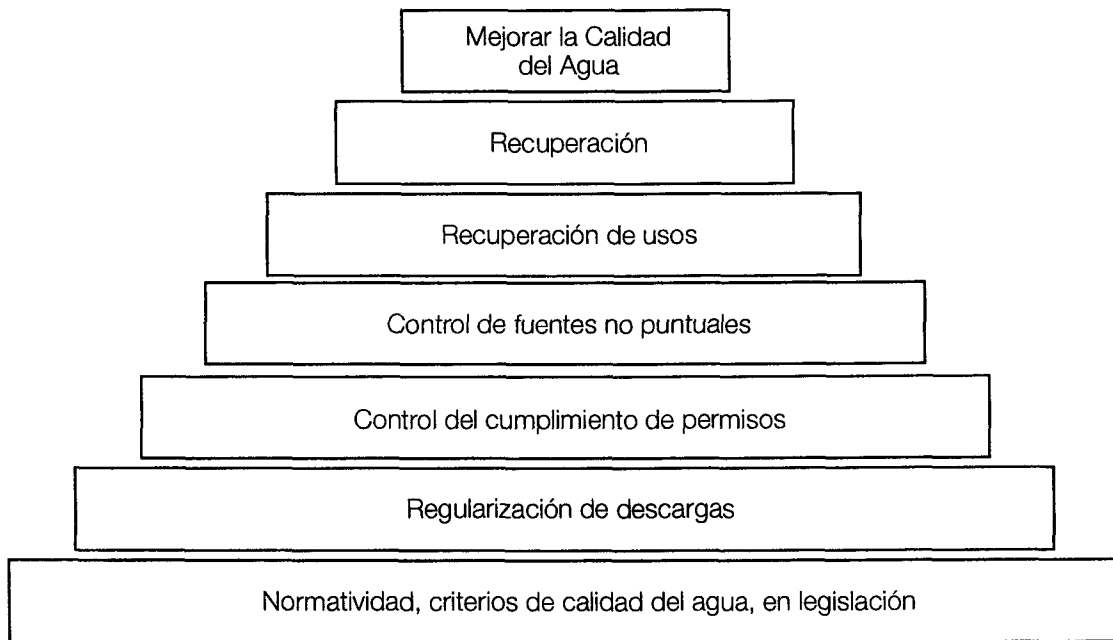 Mejorar la Calidad
del Agua
Recuperación
Recuperación de usos
Control de fuentes no puntuales
Control del cumplimiento de permisos
Regularización de descargas
Normatividad, criterios de calidad del agua, en legislación